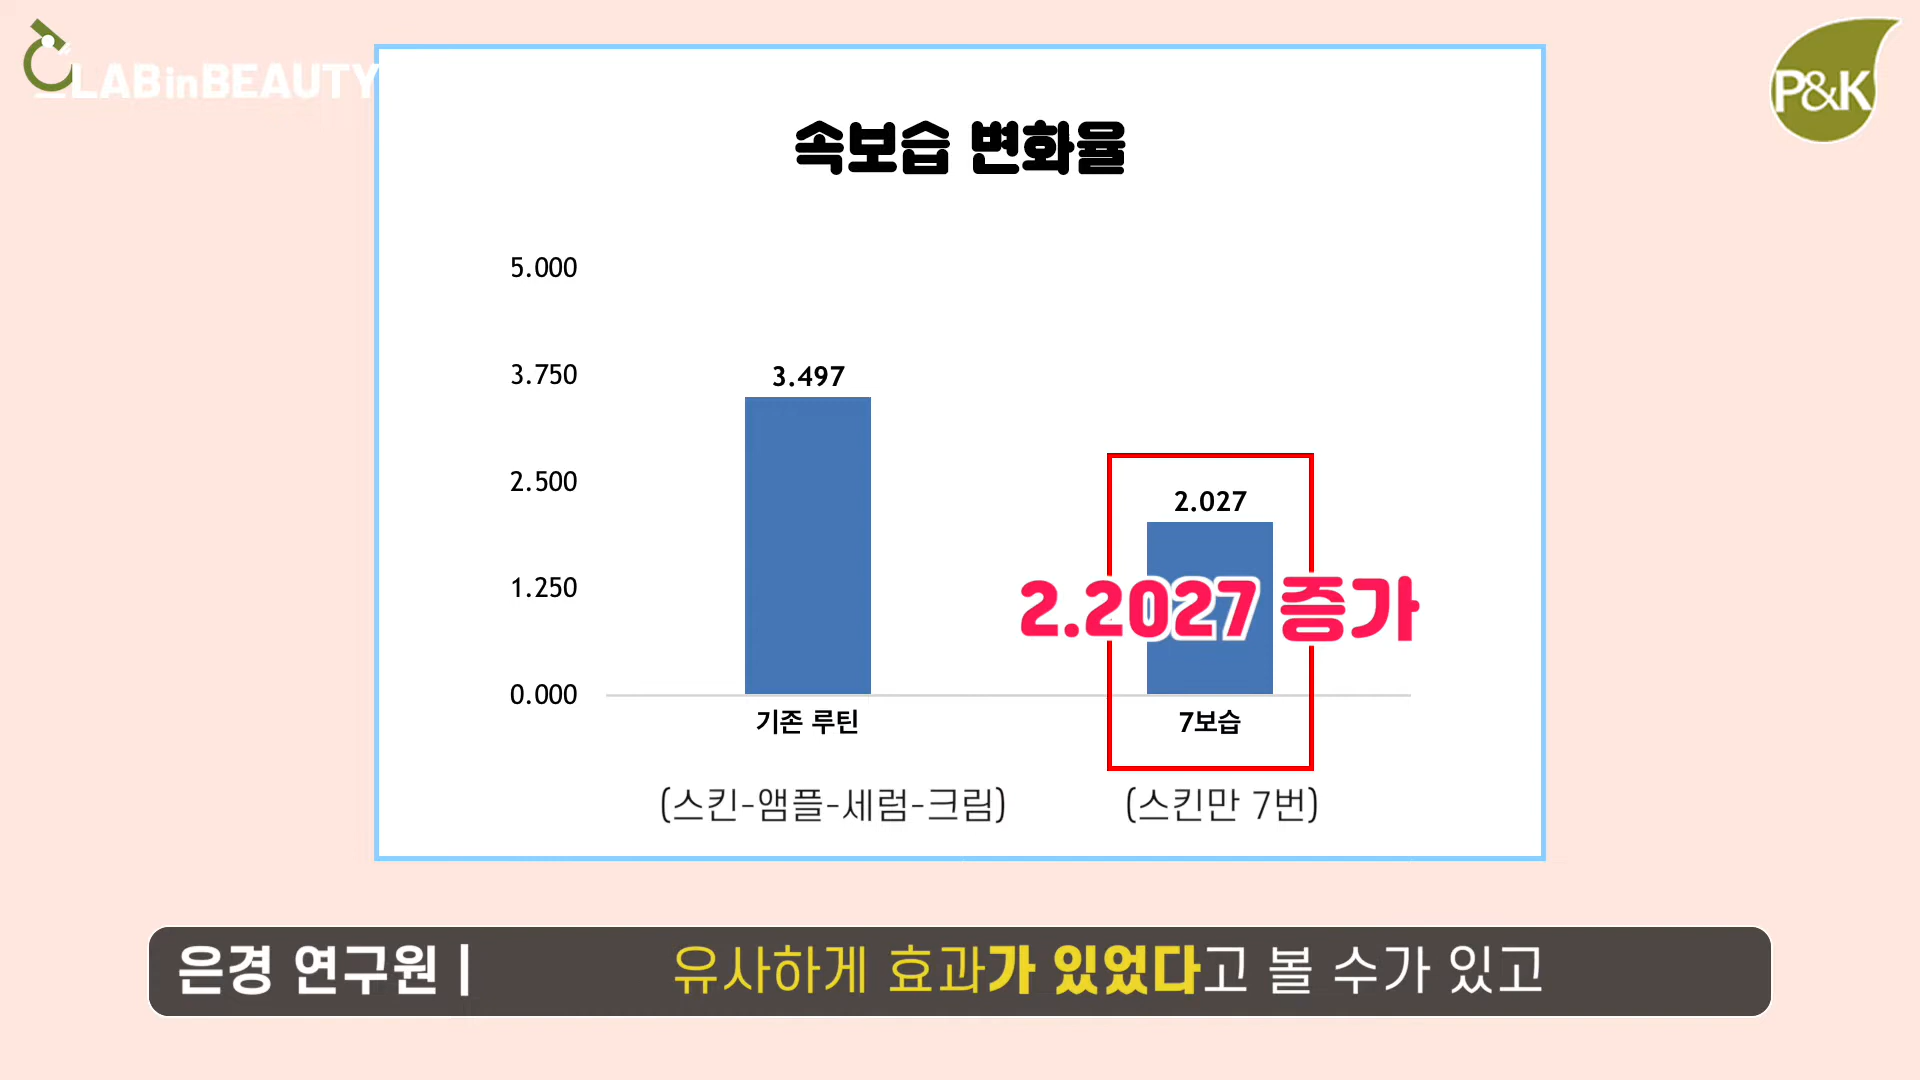 LABinBEAUTY
P&K
속보습 변화율
5.000
3.750
2.500
1.250
0.000
3.497
2.027
2.2027 증가
기존 루틴
7보습
(스킨-앰플-세럼-크림)
(스킨만 7번)
은경 연구원 | 유사하게 효과가 있었다고 볼 수가 있고